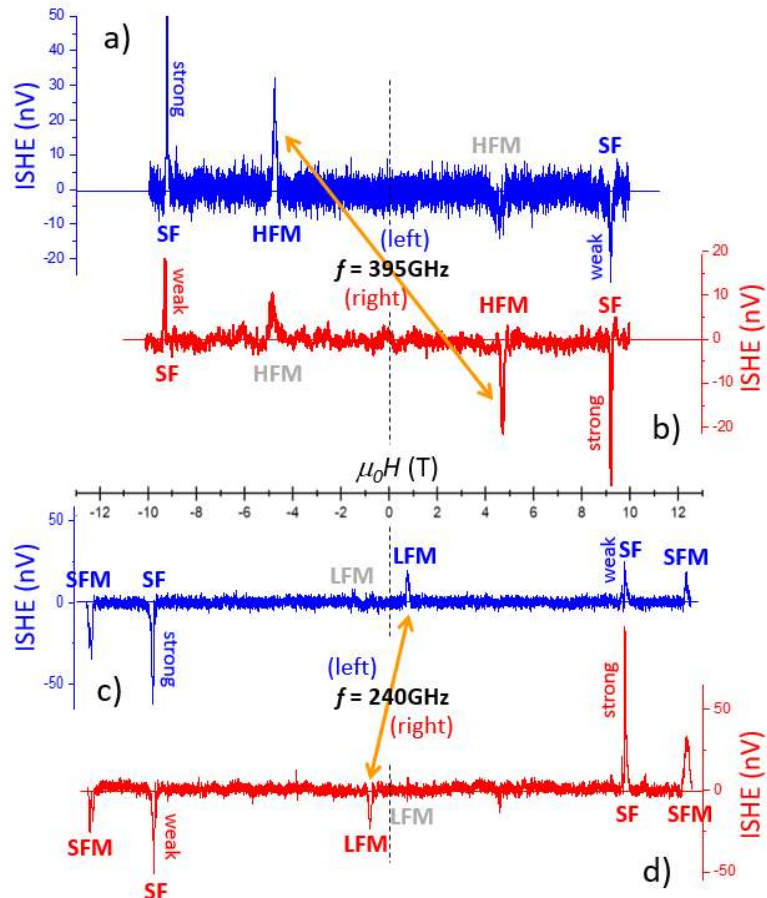 a)
50
40
30
20
10
0
-10
-20
ISHE (nV)
strong
HFM
SF
SF
HFM
(left)
weak
f = 395GHz
(right)
weak
HFM
SF
SF
HFM
strong
20
10
0
-10
-20
ISHE (nV)
b)
μ₀H (T)
-12 -10 -8 -6 -4 -2 0 2 4 6 8 10 12
50
0
-50
ISHE (nV)
SFM
SF
LFM
LFM
weak
SF
SFM
strong
c)
(left)
f = 240GHz
(right)
strong
50
0
-50
ISHE (nV)
SFM
weak
SF
LFM
LFM
SF
SFM
d)